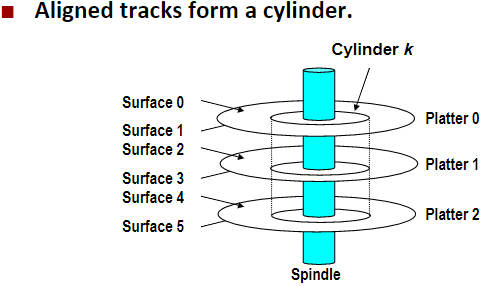 Aligned tracks form a cylinder.
Cylinder k
Surface 0
Surface 1
Surface 2
Surface 3
Surface 4
Surface 5
Platter 0
Platter 1
Platter 2
Spindle